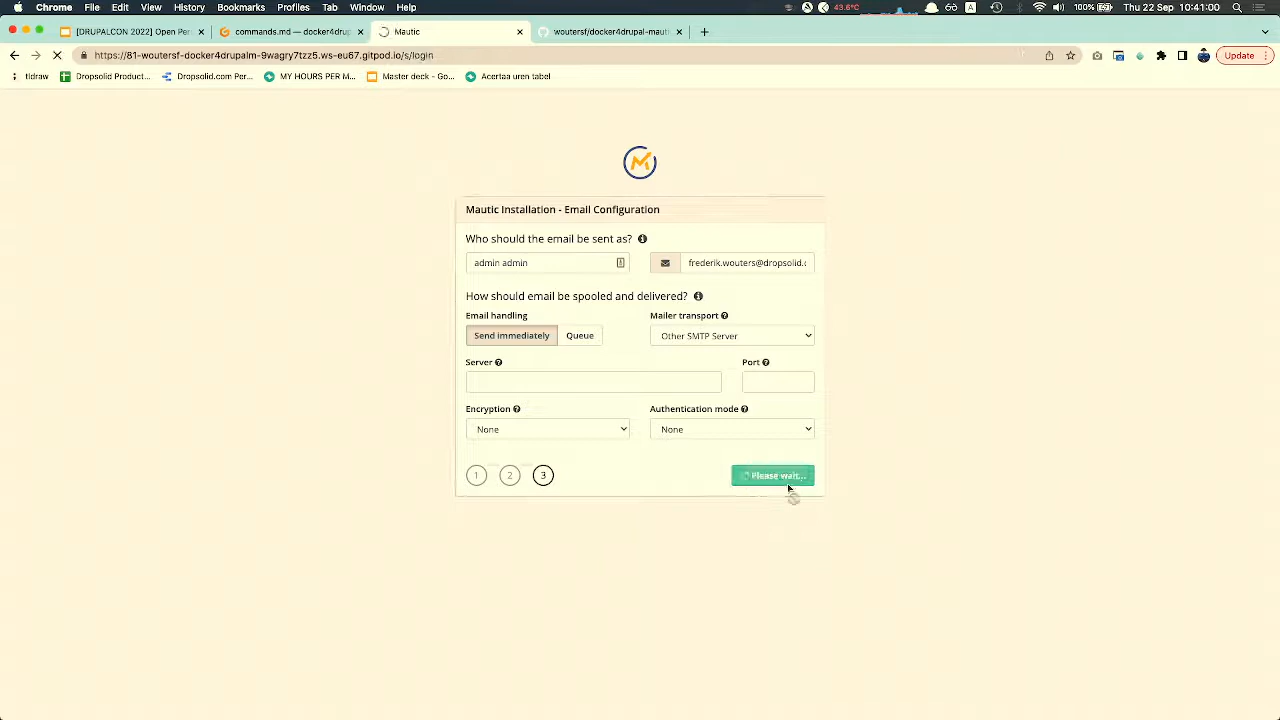 Chrome File Edit View History Bookmarks Profiles Tab Window Help 43.6°C 100% Thu 22 Sep 10:41:00
[DRUPALCON 2022] Open Per commands.md — docker4drup Mautic woutersf/docker4drupal-maut
https://81-woutersf-docker4drupalm-9wagry7tzz5.ws-eu67.gitpod.io/s/login Update
tldraw Dropsolid Product... Dropsolid.com Per... MY HOURS PER M... Master deck - Go... Acertaa uren tabel
Mautic Installation - Email Configuration
Who should the email be sent as?
admin admin frederik.wouters@dropsolid.c
How should email be spooled and delivered?
Email handling Mailer transport
Send immediately Queue Other SMTP Server
Server Port
Encryption Authentication mode
None None
1 2 3 Please wait...